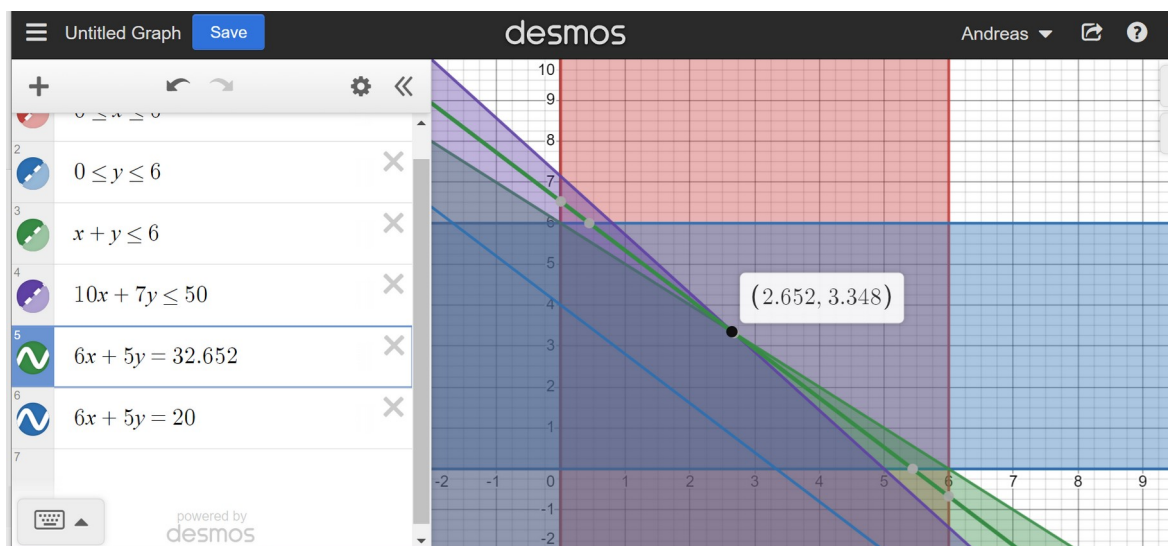 Untitled Graph Save desmos Andreas ?
2
0 ≤ y ≤ 6
3
x + y ≤ 6
4
10x + 7y ≤ 50
5
6x + 5y = 32.652
6
6x + 5y = 20
7
powered by
desmos
10
9
8
7
6
5
4
3
2
1
-2 -1 0 1 2 3 4 5 6 7 8 9
-1
-2
(2.652, 3.348)